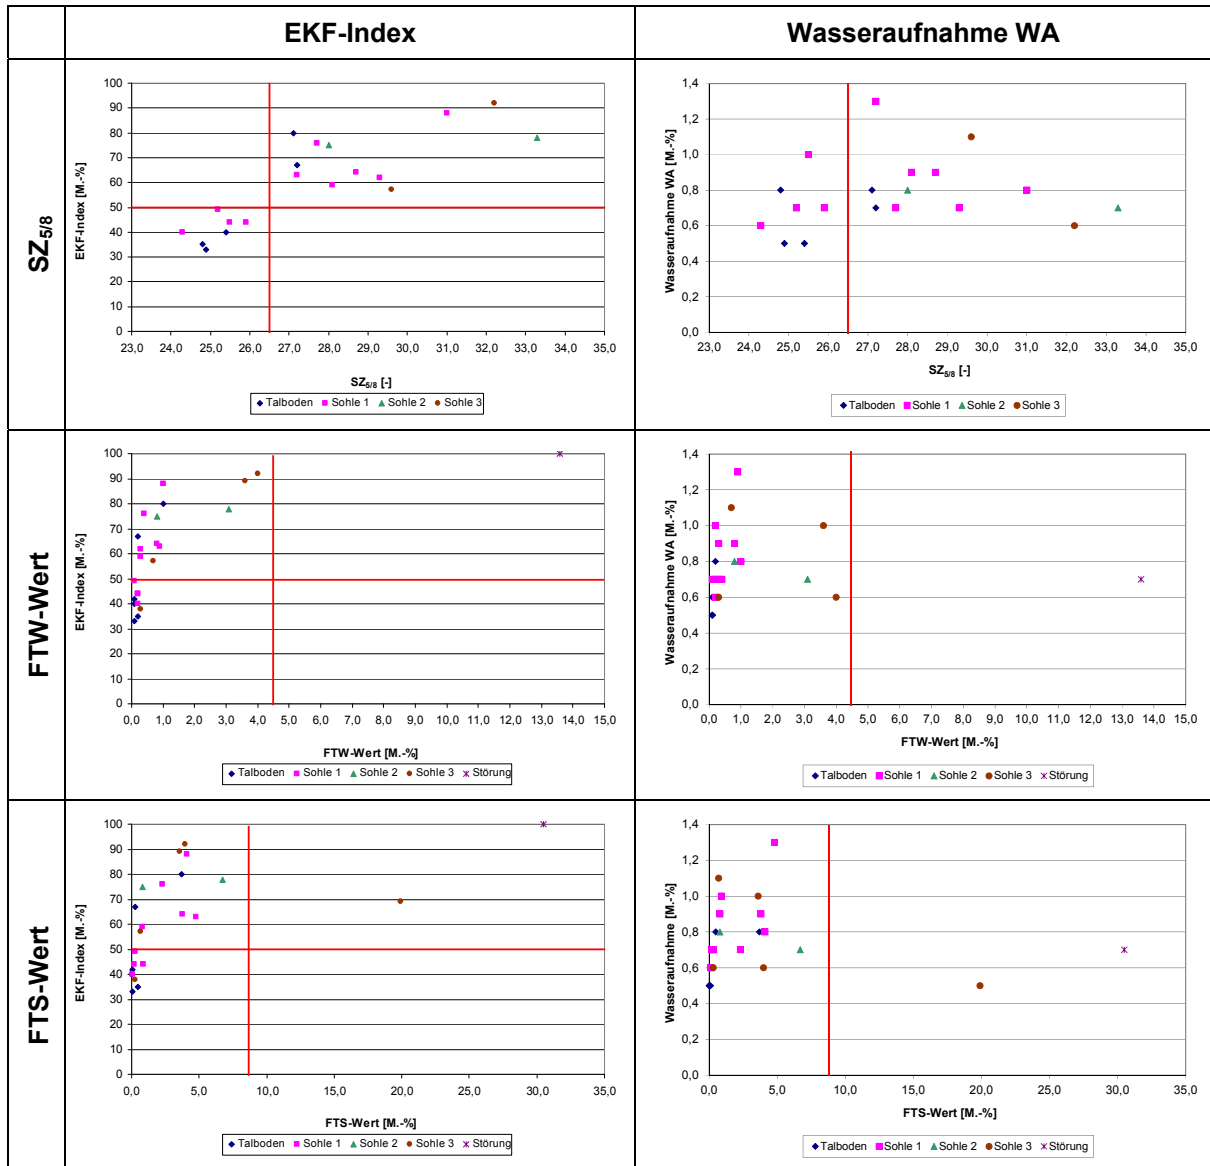 EKF-Index
Wasseraufnahme WA
SZ5/8
EKF-Index [M.-%]
100
90
80
70
60
50
40
30
20
10
0
23,0 24,0 25,0 26,0 27,0 28,0 29,0 30,0 31,0 32,0 33,0 34,0 35,0
SZ5/8 [-]
Talboden Sohle 1 Sohle 2 Sohle 3
Wasseraufnahme WA [M.-%]
1,4
1,2
1,0
0,8
0,6
0,4
0,2
0,0
23,0 24,0 25,0 26,0 27,0 28,0 29,0 30,0 31,0 32,0 33,0 34,0 35,0
SZ5/8 [-]
Talboden Sohle 1 Sohle 2 Sohle 3
FTW-Wert
EKF-Index [M.-%]
100
90
80
70
60
50
40
30
20
10
0
0,0 1,0 2,0 3,0 4,0 5,0 6,0 7,0 8,0 9,0 10,0 11,0 12,0 13,0 14,0 15,0
FTW-Wert [M.-%]
Talboden Sohle 1 Sohle 2 Sohle 3 Störung
Wasseraufnahme WA [M.-%]
1,4
1,2
1,0
0,8
0,6
0,4
0,2
0,0
0,0 1,0 2,0 3,0 4,0 5,0 6,0 7,0 8,0 9,0 10,0 11,0 12,0 13,0 14,0 15,0
FTW-Wert [M.-%]
Talboden Sohle 1 Sohle 2 Sohle 3 Störung
FTS-Wert
EKF-Index [M.-%]
100
90
80
70
60
50
40
30
20
10
0
0,0 5,0 10,0 15,0 20,0 25,0 30,0 35,0
FTS-Wert [M.-%]
Talboden Sohle 1 Sohle 2 Sohle 3 Störung
Wasseraufnahme [M.-%]
1,4
1,2
1,0
0,8
0,6
0,4
0,2
0,0
0,0 5,0 10,0 15,0 20,0 25,0 30,0 35,0
FTS-Wert [M.-%]
Talboden Sohle 1 Sohle 2 Sohle 3 Störung